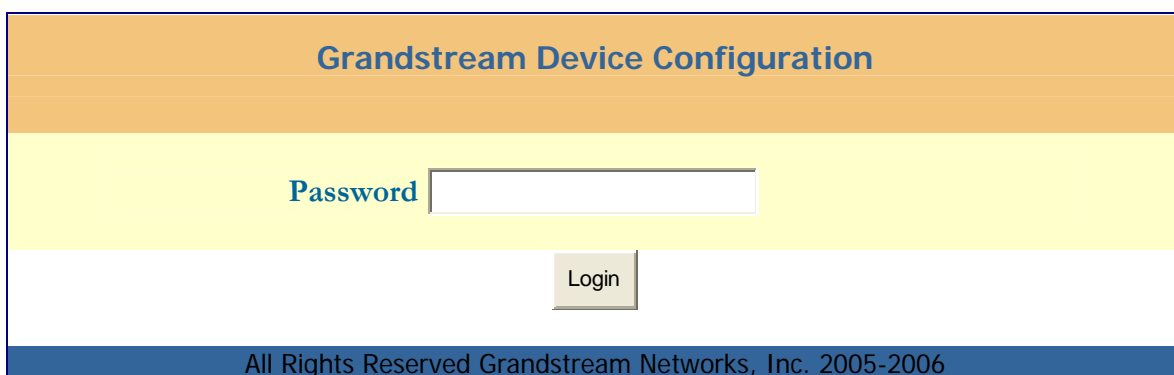 Grandstream Device Configuration
Password
Login
All Rights Reserved Grandstream Networks, Inc. 2005-2006